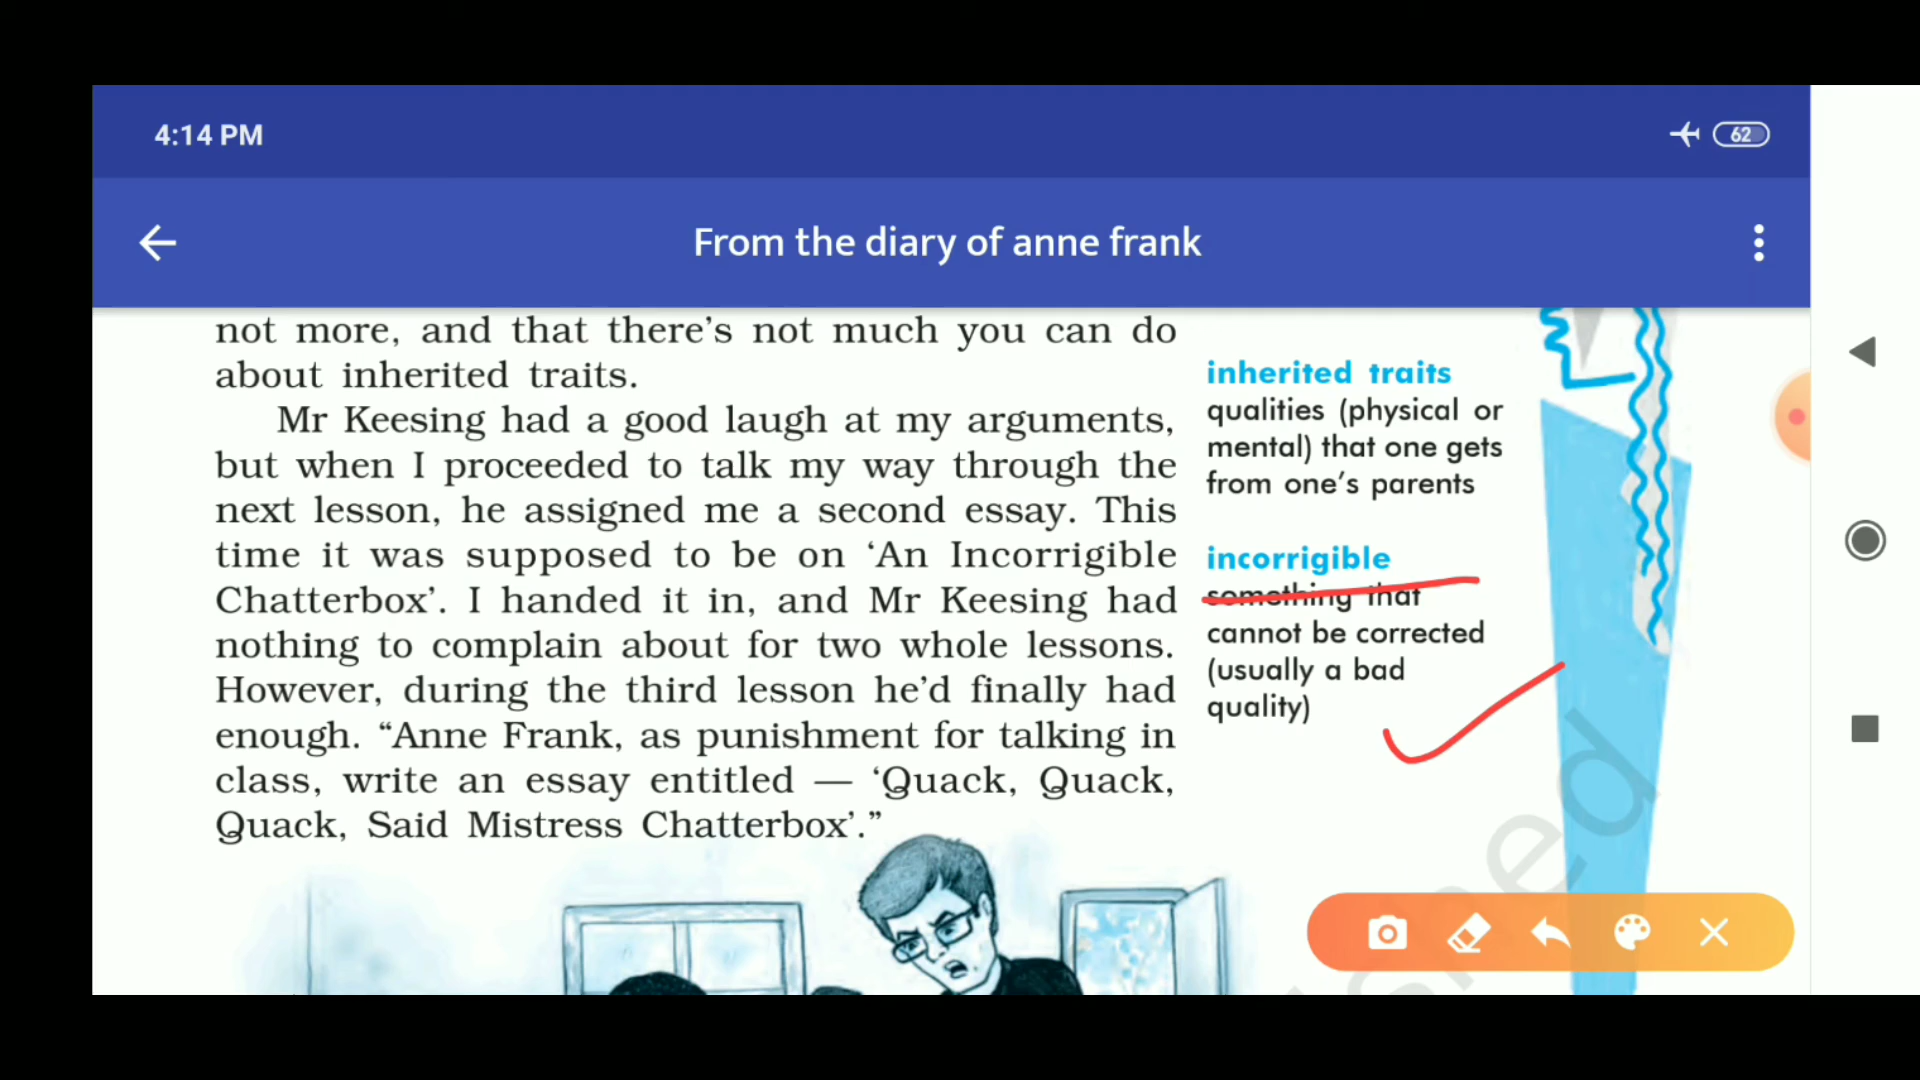 4:14 PM
62
From the diary of anne frank
not more, and that there's not much you can do
about inherited traits.
Mr Keesing had a good laugh at my arguments,
but when I proceeded to talk my way through the
next lesson, he assigned me a second essay. This
time it was supposed to be on ‘An Incorrigible
Chatterbox’. I handed it in, and Mr Keesing had
nothing to complain about for two whole lessons.
However, during the third lesson he’d finally had
enough. “Anne Frank, as punishment for talking in
class, write an essay entitled — ‘Quack, Quack,
Quack, Said Mistress Chatterbox’.”
inherited traits
qualities (physical or
mental) that one gets
from one’s parents
incorrigible
something that
cannot be corrected
(usually a bad
quality)